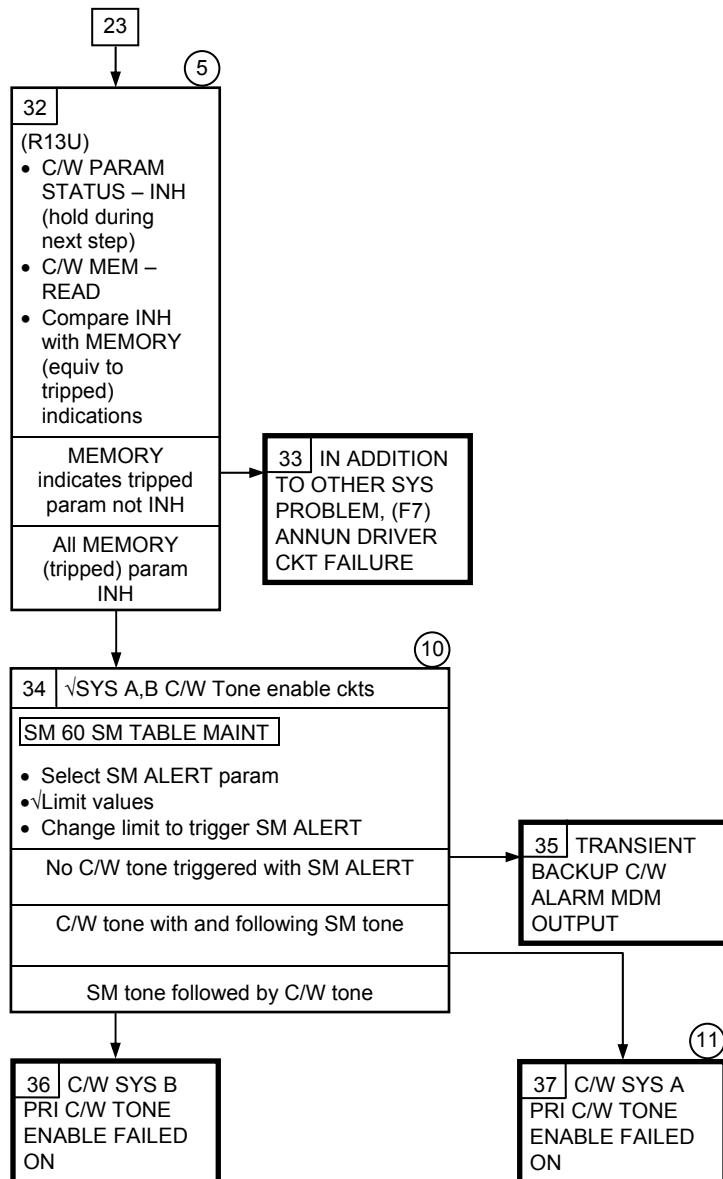 23
5
32
(R13U)
• C/W PARAM
STATUS – INH
(hold during
next step)
• C/W MEM –
READ
• Compare INH
with MEMORY
(equiv to
tripped)
indications
MEMORY
indicates tripped
param not INH
All MEMORY
(tripped) param
INH
33 IN ADDITION
TO OTHER SYS
PROBLEM, (F7)
ANNUN DRIVER
CKT FAILURE
10
34 √SYS A,B C/W Tone enable ckts
SM 60 SM TABLE MAINT
• Select SM ALERT param
•√Limit values
• Change limit to trigger SM ALERT
No C/W tone triggered with SM ALERT
C/W tone with and following SM tone
SM tone followed by C/W tone
35 TRANSIENT
BACKUP C/W
ALARM MDM
OUTPUT
36 C/W SYS B
PRI C/W TONE
ENABLE FAILED
ON
11
37 C/W SYS A
PRI C/W TONE
ENABLE FAILED
ON